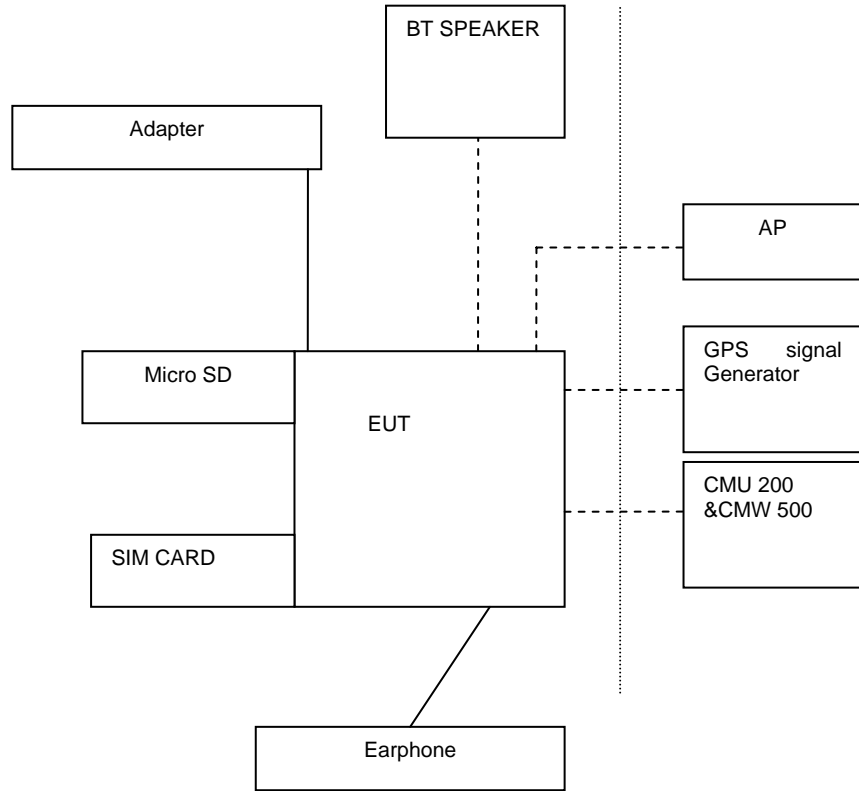 BT SPEAKER
Adapter
AP
GPS signal
Generator
Micro SD
EUT
CMU 200
&CMW 500
SIM CARD
Earphone